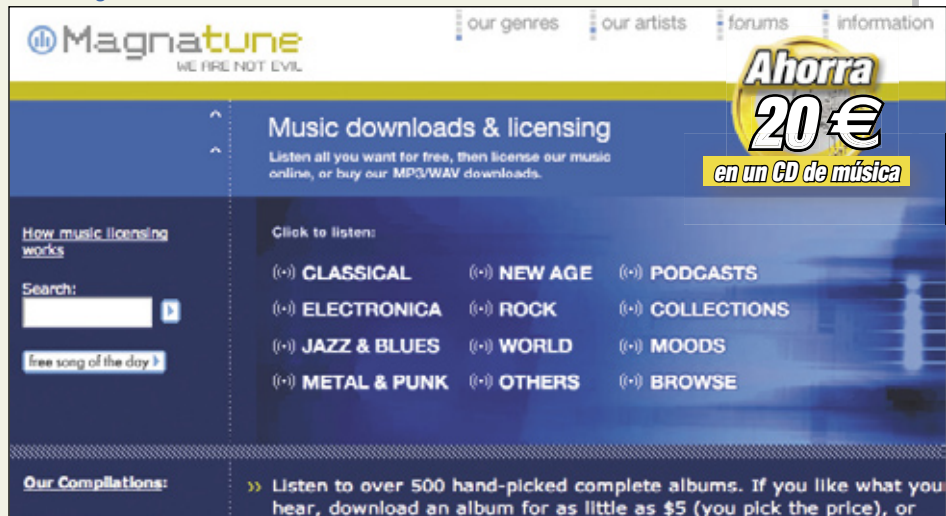 Magnatune
WE ARE NOT EVIL
our genres
our artists
forums
information
Ahorra
20 €
en un CD de música
Music downloads & licensing
Listen all you want for free, then license our music
online, or buy our MP3/WAV downloads.
How music licensing
works
Search:
free song of the day
Click to listen:
CLASSICAL
NEW AGE
PODCASTS
ELECTRONICA
ROCK
COLLECTIONS
JAZZ & BLUES
WORLD
MOODS
METAL & PUNK
OTHERS
BROWSE
Our Compilations:
» Listen to over 500 hand-picked complete albums. If you like what you
hear, download an album for as little as $5 (you pick the price), or